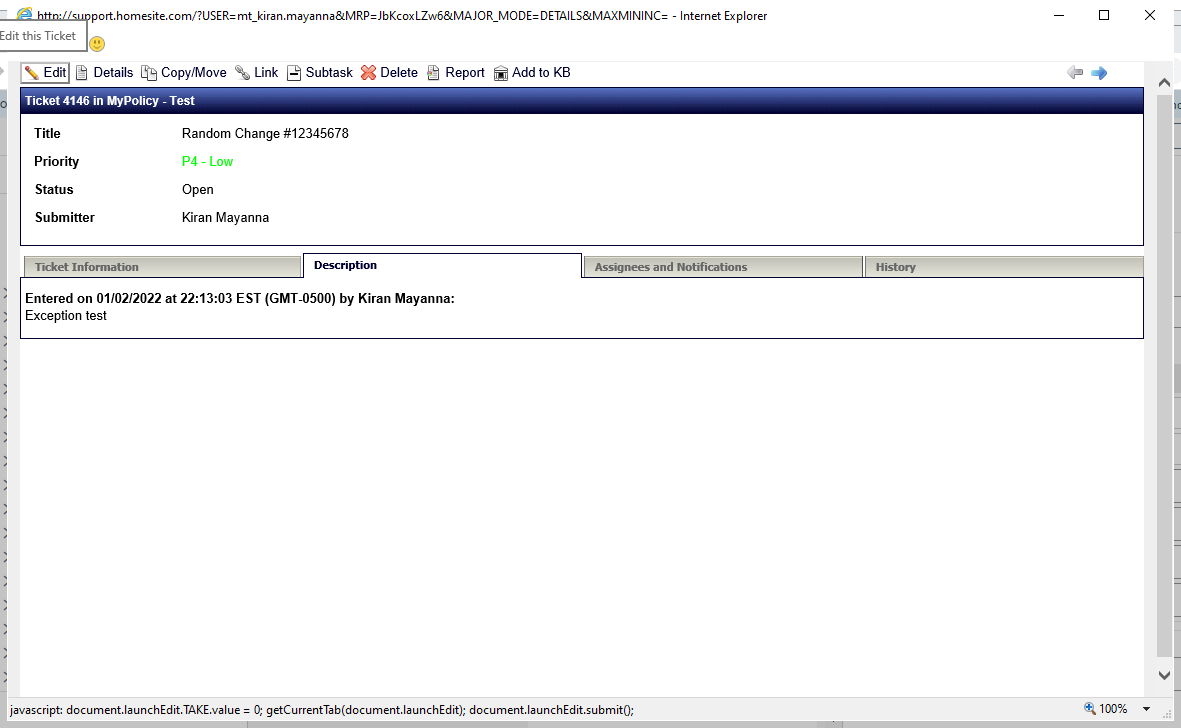 http://support.homesite.com/?USER=mt_kiran.mayanna&MRP=JbKcoxLZw6&MAJOR_MODE=DETAILS&MAXMININC= - Internet Explorer
Edit this Ticket
Edit Details Copy/Move Link Subtask Delete Report Add to KB
Ticket 4146 in MyPolicy - Test
Title Random Change #12345678
Priority P4 - Low
Status Open
Submitter Kiran Mayanna
Ticket Information Description Assignees and Notifications History
Entered on 01/02/2022 at 22:13:03 EST (GMT-0500) by Kiran Mayanna:
Exception test
javascript: document.launchEdit.TAKE.value = 0; getCurrentTab(document.launchEdit); document.launchEdit.submit(); 100%